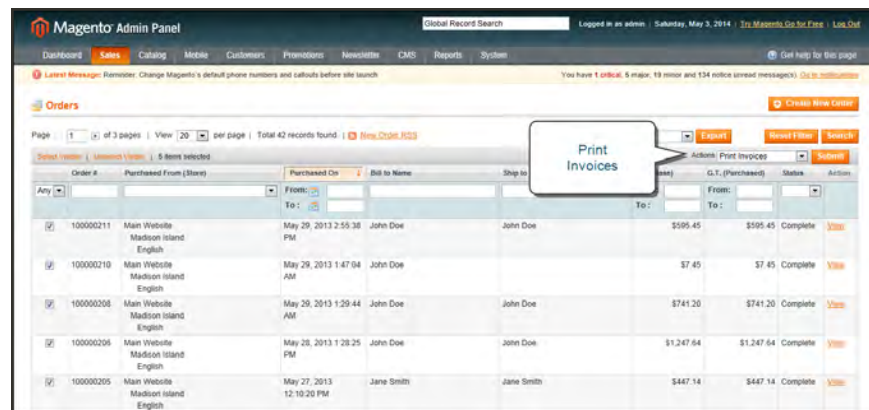 Magento Admin Panel
Global Record Search
Logged in as admin | Saturday, May 3, 2014 | Try Magento Go for Free | Log Out
Dashboard Sales Catalog Mobile Customers Promotions Newsletter CMS Reports System Get help for this page
Latest Message: Reminder: Change Magento's default phone numbers and callouts before site launch You have 1 critical, 5 major, 19 minor and 134 notice unread message(s). Go to notifications
Orders Create New Order
Page 1 of 3 pages | View 20 per page | Total 42 records found | New Order RSS Export Reset Filter Search
Select Visible | Unselect Visible | 5 items selected Actions Print Invoices Submit
Print
Invoices
Order # Purchased From (Store) Purchased On Bill to Name Ship to G.T. (Purchased) Status Action
Any From: From:
To: To: To:
100000211 Main Website May 29, 2013 2:55:38 John Doe John Doe $595.45 $595.45 Complete View
Madison Island PM
English
100000210 Main Website May 29, 2013 1:47:04 John Doe $7.45 $7.45 Complete View
Madison Island AM
English
100000208 Main Website May 29, 2013 1:29:44 John Doe John Doe $741.20 $741.20 Complete View
Madison Island AM
English
100000206 Main Website May 28, 2013 1:28:25 John Doe John Doe $1,247.64 $1,247.64 Complete View
Madison Island PM
English
100000205 Main Website May 27, 2013 Jane Smith Jane Smith $447.14 $447.14 Complete View
Madison Island 12:10:20 PM
English